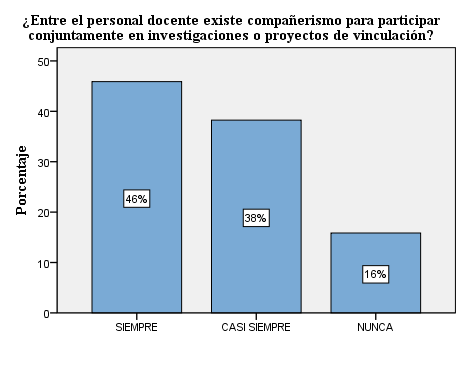 ¿Entre el personal docente existe compañerismo para participar
conjuntamente en investigaciones o proyectos de vinculación?
Porcentaje
50
40
30
20
10
0
46%
38%
16%
SIEMPRE
CASI SIEMPRE
NUNCA